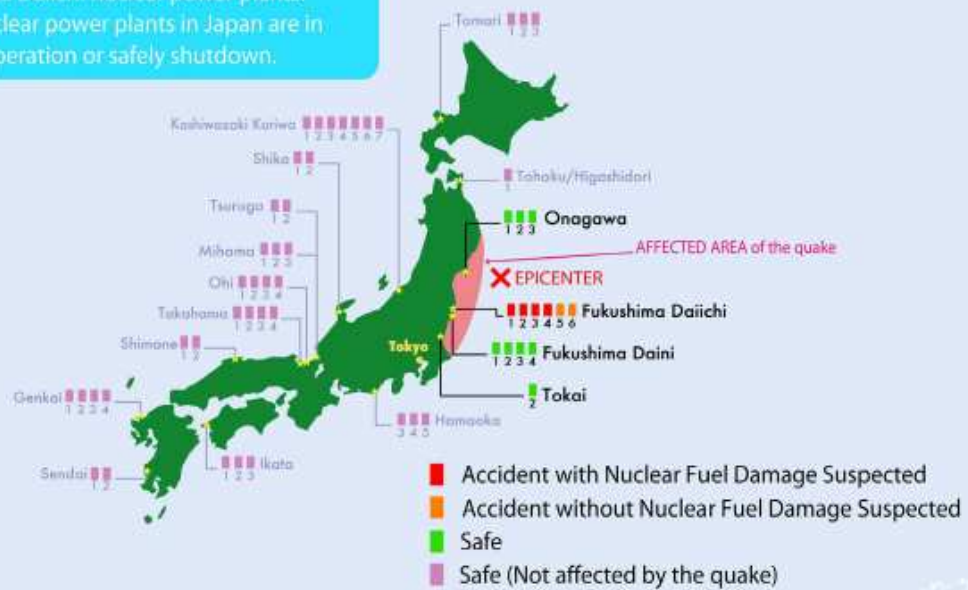 clear power plants in Japan are in
peration or safely shutdown.
Tomari 1 2 3
Kashiwazaki Kariwa 1 2 3 4 5 6 7
Shika 1 2
Tohoku/Higashidori 1
Tsuruga 1 2
Onagawa 1 2 3
Mihama 1 2 3
AFFECTED AREA of the quake
EPICENTER
Ohi 1 2 3 4
Takahama 1 2 3 4
Fukushima Daiichi 1 2 3 4 5 6
Shimane 1 2
Tokyo
Fukushima Daini 1 2 3 4
Genkai 1 2 3 4
Tokai 2
Hamaoka 3 4 5
Sendai 1 2
Ikata 1 2 3
Accident with Nuclear Fuel Damage Suspected
Accident without Nuclear Fuel Damage Suspected
Safe
Safe (Not affected by the quake)